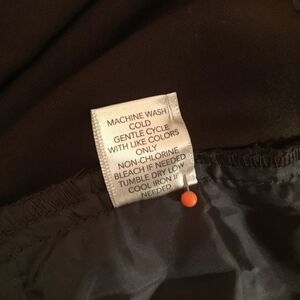 MACHINE WASH
COLD
GENTLE CYCLE
WITH LIKE COLORS
ONLY
NON-CHLORINE
BLEACH IF NEEDED
TUMBLE DRY LOW
COOL IRON IF
NEEDED